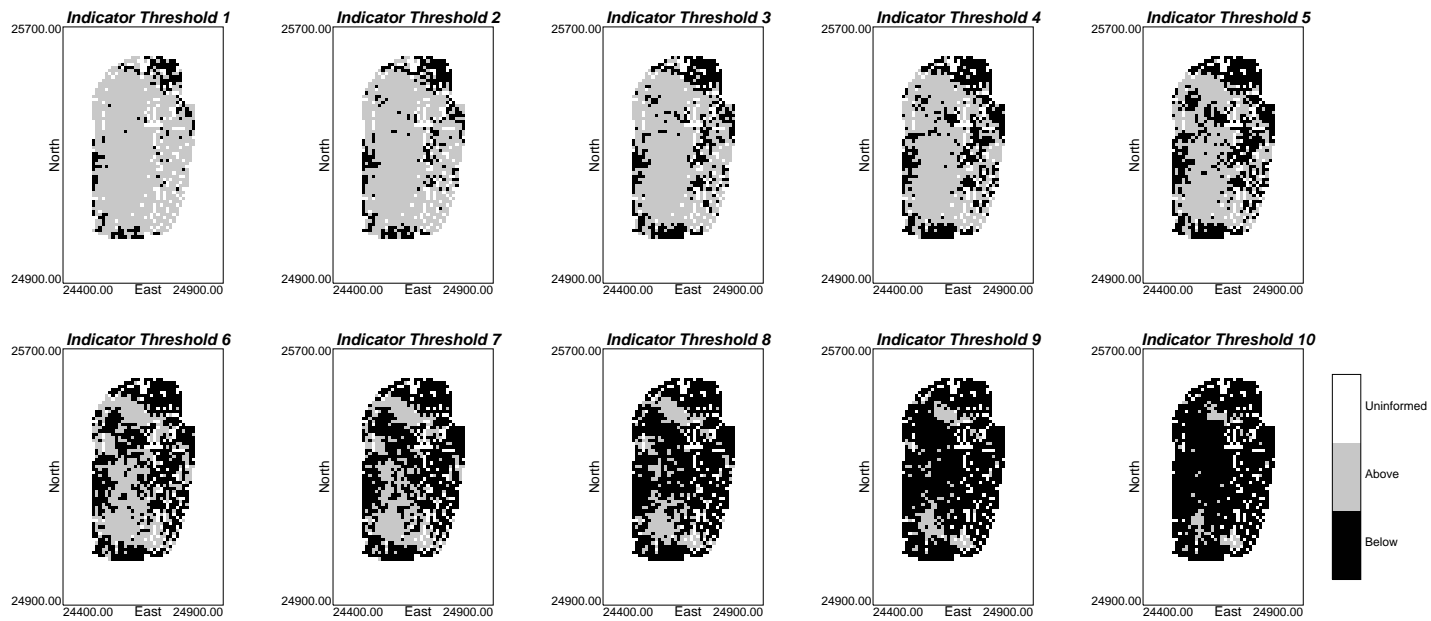 Indicator Threshold 1
25700.00
North
24900.00
24400.00 East 24900.00
Indicator Threshold 2
25700.00
North
24900.00
24400.00 East 24900.00
Indicator Threshold 3
25700.00
North
24900.00
24400.00 East 24900.00
Indicator Threshold 4
25700.00
North
24900.00
24400.00 East 24900.00
Indicator Threshold 5
25700.00
North
24900.00
24400.00 East 24900.00
Indicator Threshold 6
25700.00
North
24900.00
24400.00 East 24900.00
Indicator Threshold 7
25700.00
North
24900.00
24400.00 East 24900.00
Indicator Threshold 8
25700.00
North
24900.00
24400.00 East 24900.00
Indicator Threshold 9
25700.00
North
24900.00
24400.00 East 24900.00
Indicator Threshold 10
25700.00
North
24900.00
24400.00 East 24900.00
Uninformed
Above
Below